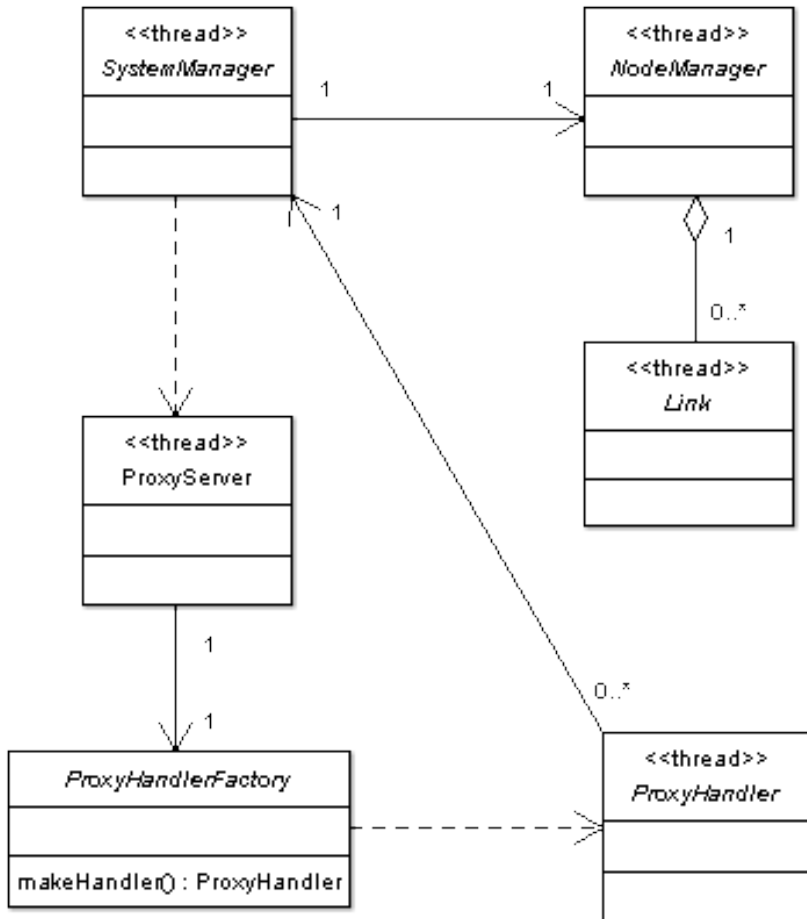 <<thread>>
SystemManager
<<thread>>
NodeManager
1
1
1
1
0..*
<<thread>>
Link
<<thread>>
ProxyServer
1
1
0..*
ProxyHandlerFactory
makeHandler() : ProxyHandler
<<thread>>
ProxyHandler